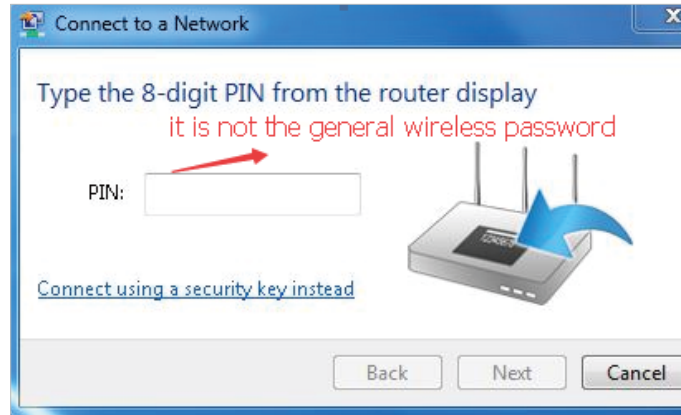 Connect to a Network
Type the 8-digit PIN from the router display
it is not the general wireless password
12345670
PIN:
Connect using a security key instead
Back
Next
Cancel